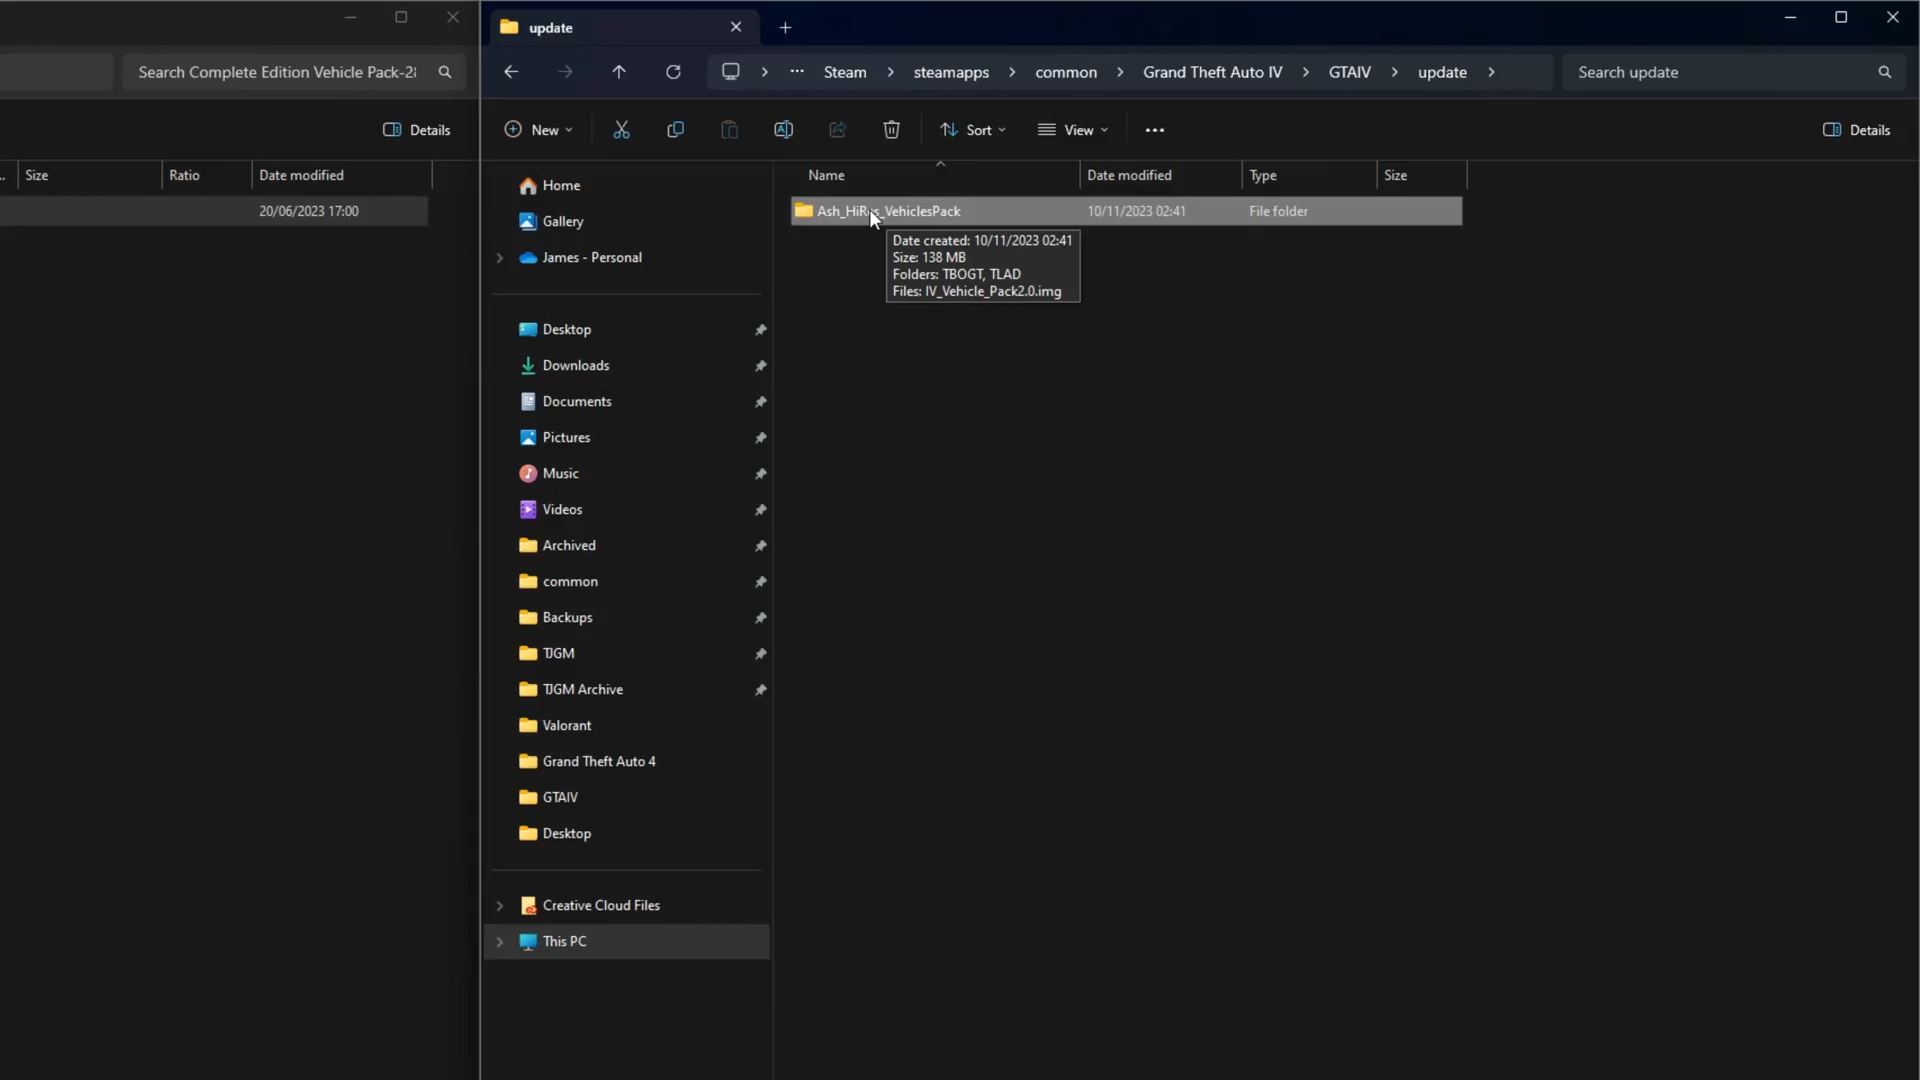 Search Complete Edition Vehicle Pack-2
Details
Size Ratio Date modified
20/06/2023 17:00
update
Steam steamapps common Grand Theft Auto IV GTAIV update
Search update
New Sort View
Details
Home
Gallery
James - Personal
Desktop
Downloads
Documents
Pictures
Music
Videos
Archived
common
Backups
TJGM
TJGM Archive
Valorant
Grand Theft Auto 4
GTAIV
Desktop
Creative Cloud Files
This PC
Name Date modified Type Size
Ash_HiRes_VehiclesPack 10/11/2023 02:41 File folder
Date created: 10/11/2023 02:41
Size: 138 MB
Folders: TBOGT, TLAD
Files: IV_Vehicle_Pack2.0.img